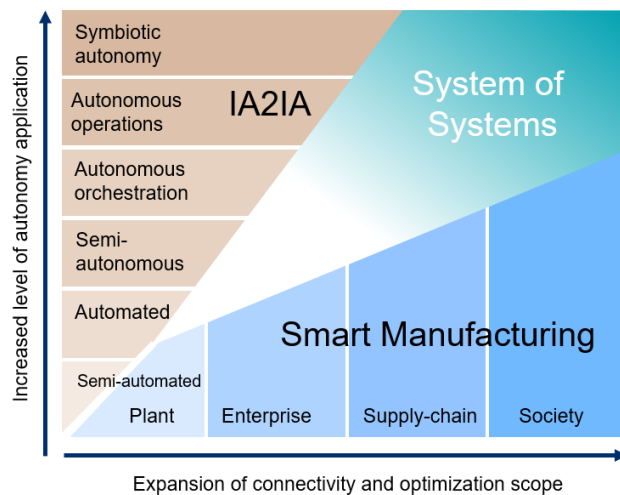 Increased level of autonomy application
Symbiotic
autonomy
Autonomous
operations
IA2IA
Autonomous
orchestration
Semi-
autonomous
Automated
Semi-automated
System of
Systems
Smart Manufacturing
Plant
Enterprise
Supply-chain
Society
Expansion of connectivity and optimization scope